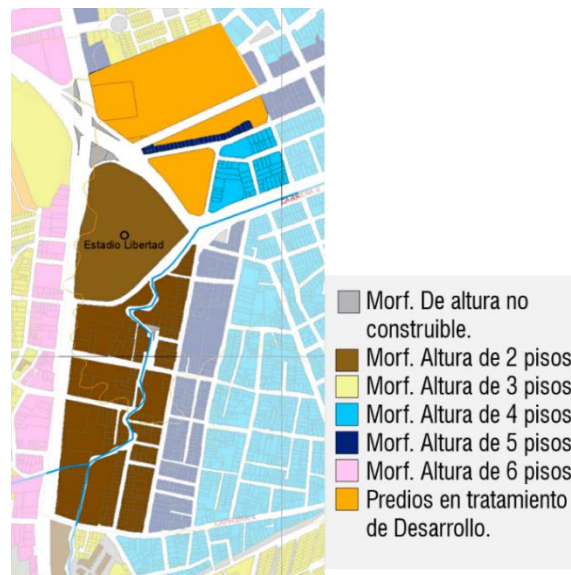 Estadio Libertad
Morf. De altura no
construible.
Morf. Altura de 2 pisos
Morf. Altura de 3 pisos
Morf. Altura de 4 pisos
Morf. Altura de 5 pisos
Morf. Altura de 6 pisos
Predios en tratamiento
de Desarrollo.